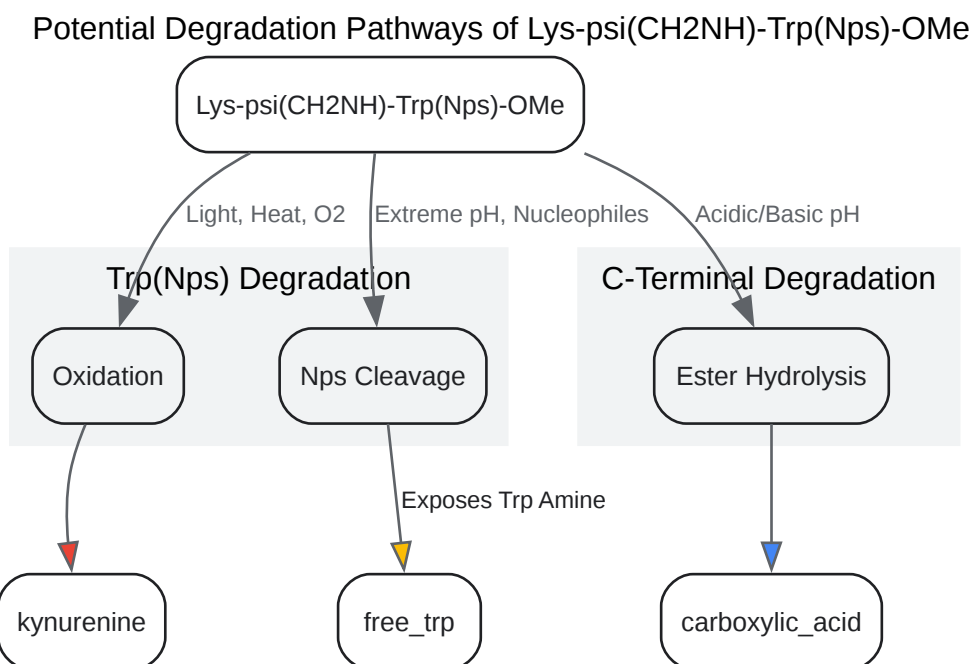 Potential Degradation Pathways of Lys-psi(CH2NH)-Trp(Nps)-OMe
Lys-psi(CH2NH)-Trp(Nps)-OMe
Light, Heat, O2
Extreme pH, Nucleophiles
Acidic/Basic pH
Trp(Nps) Degradation
C-Terminal Degradation
Oxidation
Nps Cleavage
Ester Hydrolysis
Exposes Trp Amine
kynurenine
free_trp
carboxylic_acid